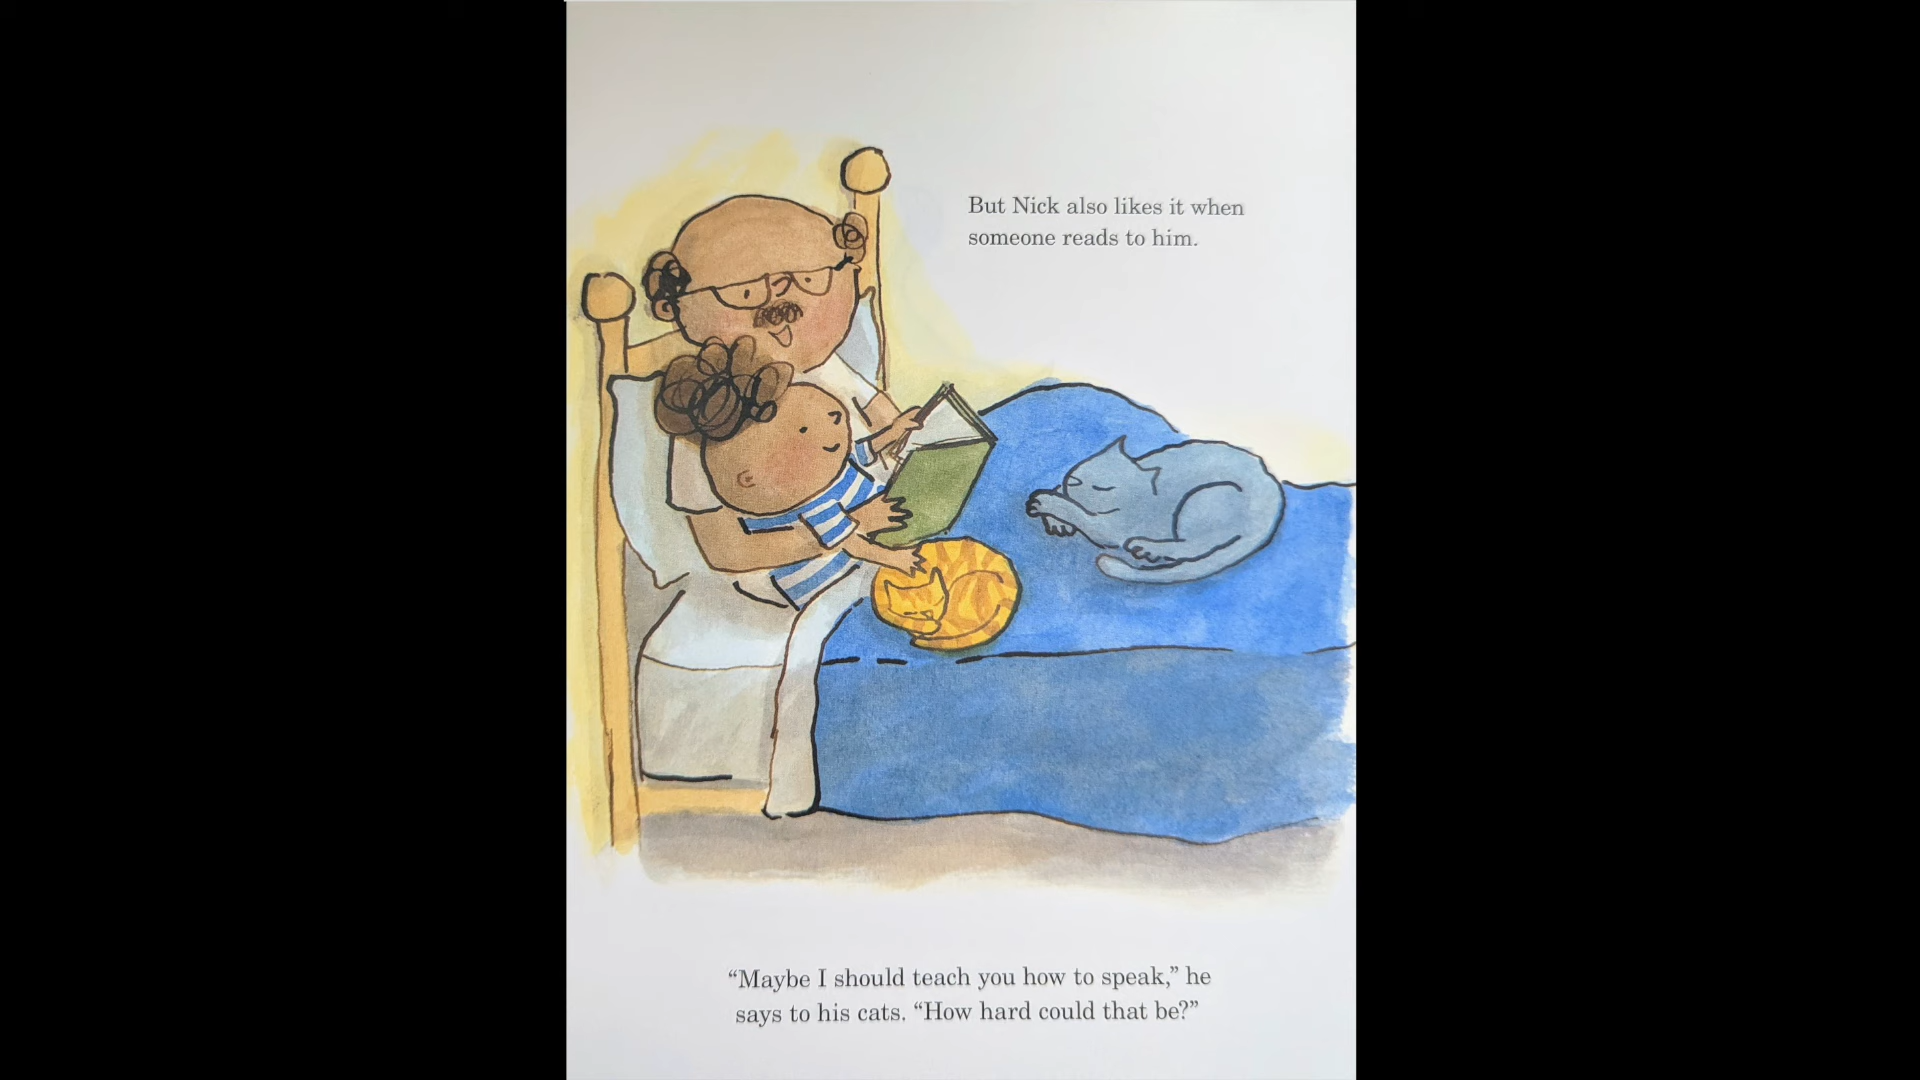 But Nick also likes it when
someone reads to him.
“Maybe I should teach you how to speak,” he
says to his cats. “How hard could that be?”